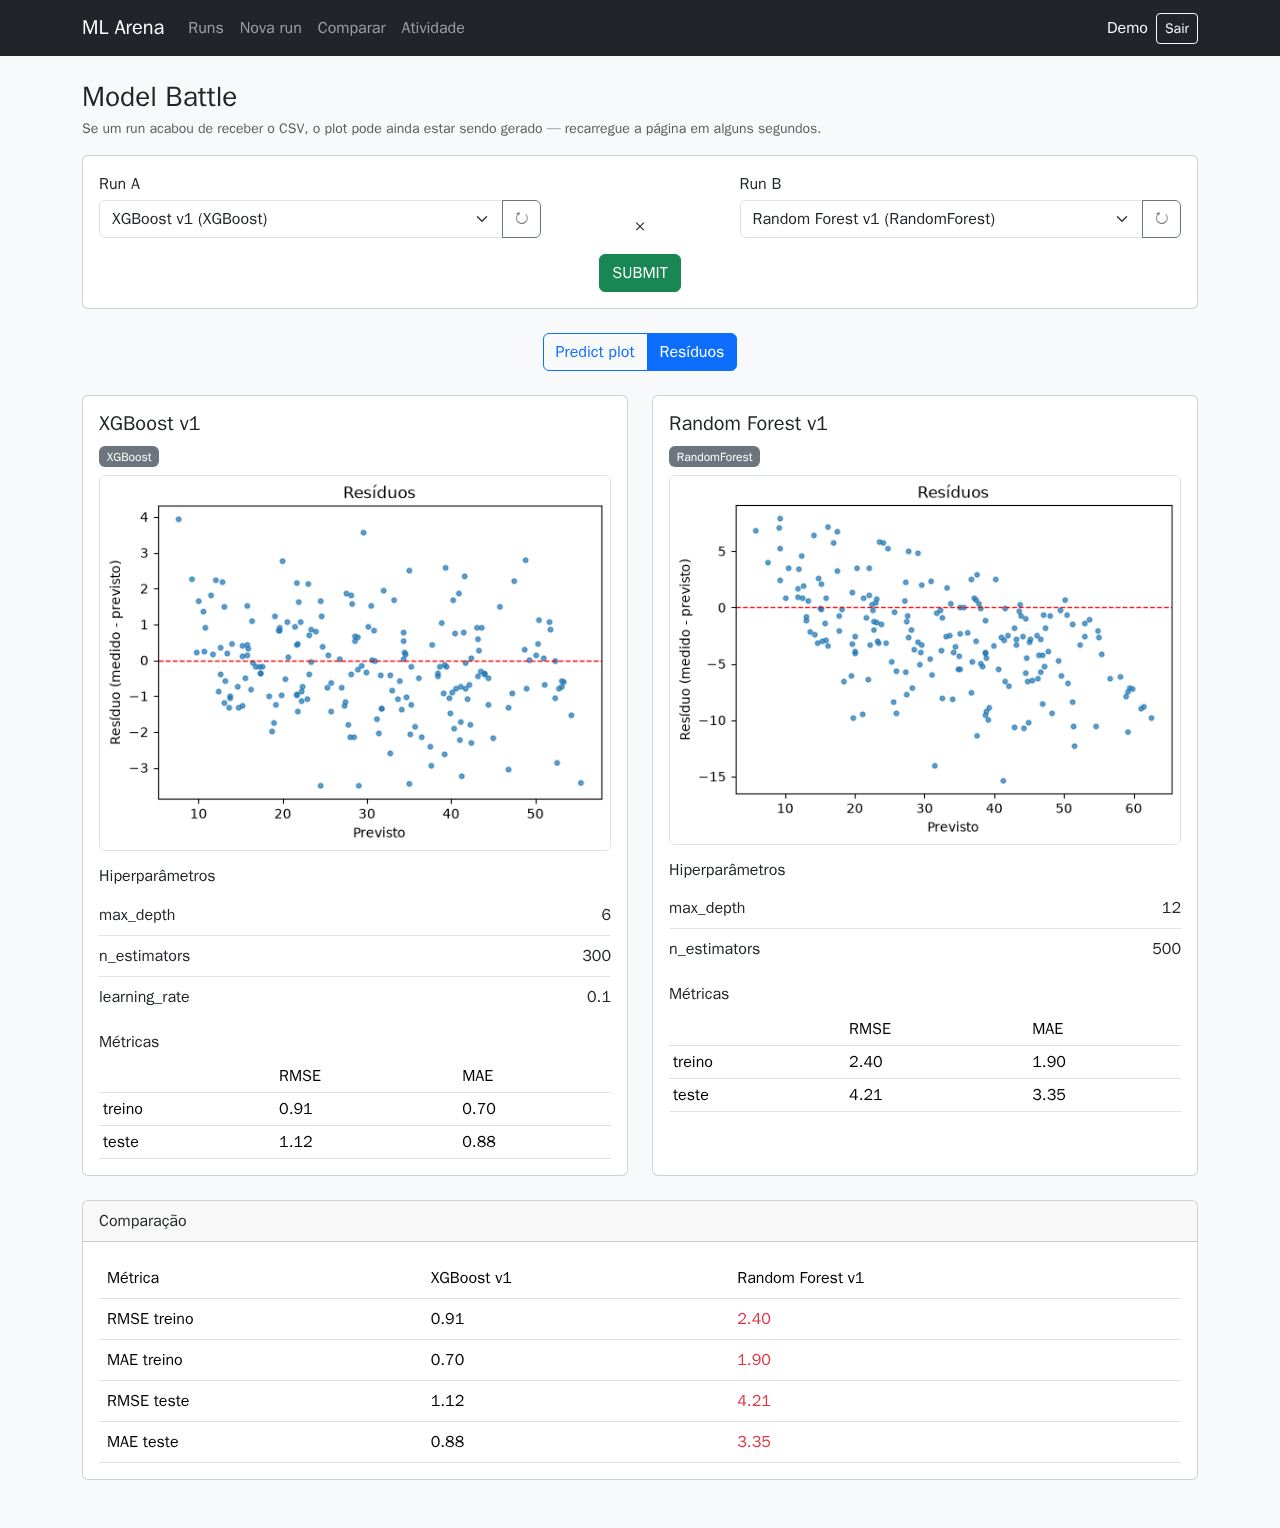 ML Arena Runs Nova run Comparar Atividade Demo Sair
Model Battle
Se um run acabou de receber o CSV, o plot pode ainda estar sendo gerado — recarregue a página em alguns segundos.
Run A
XGBoost v1 (XGBoost)
×
Run B
Random Forest v1 (RandomForest)
SUBMIT
Predict plot Resíduos
XGBoost v1
XGBoost
Resíduos
4
3
2
1
0
−1
−2
−3
Resíduo (medido - previsto)
10 20 30 40 50
Previsto
Hiperparâmetros
max_depth 6
n_estimators 300
learning_rate 0.1
Métricas
RMSE MAE
treino 0.91 0.70
teste 1.12 0.88
Random Forest v1
RandomForest
Resíduos
5
0
−5
−10
−15
Resíduo (medido - previsto)
10 20 30 40 50 60
Previsto
Hiperparâmetros
max_depth 12
n_estimators 500
Métricas
RMSE MAE
treino 2.40 1.90
teste 4.21 3.35
Comparação
Métrica XGBoost v1 Random Forest v1
RMSE treino 0.91 2.40
MAE treino 0.70 1.90
RMSE teste 1.12 4.21
MAE teste 0.88 3.35